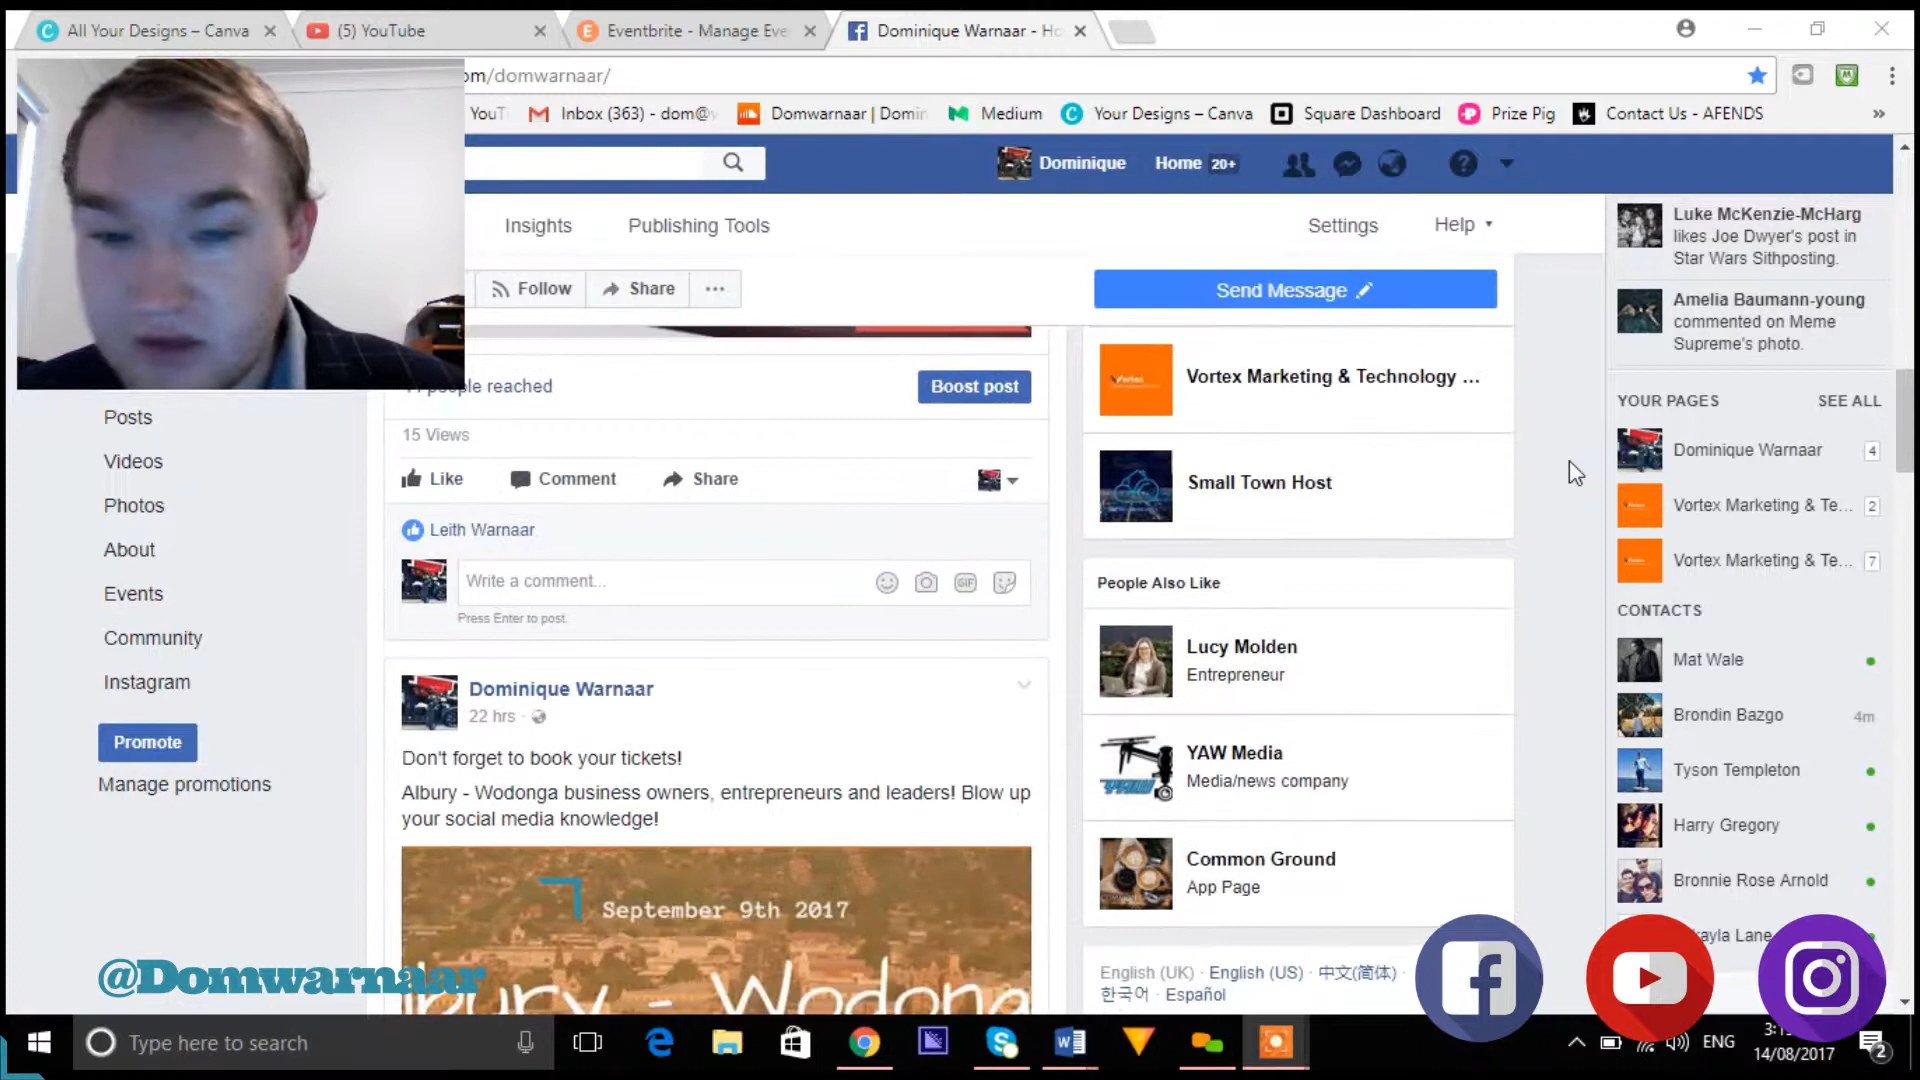 All Your Designs – Canva
(5) YouTube
Eventbrite - Manage Eve
Dominique Warnaar - Ho
om/domwarnaar/
YouT
Inbox (363) - dom@v
Domwarnaar | Domin
Medium
Your Designs – Canva
Square Dashboard
Prize Pig
Contact Us - AFENDS
Dominique
Home 20+
Insights
Publishing Tools
Settings
Help
Follow
Share
Send Message
people reached
Boost post
15 Views
Like
Comment
Share
Leith Warnaar
Write a comment...
GIF
Press Enter to post.
Dominique Warnaar
22 hrs ·
Don't forget to book your tickets!
Albury - Wodonga business owners, entrepreneurs and leaders! Blow up
your social media knowledge!
September 9th 2017
lbury - Wodonga
Posts
Videos
Photos
About
Events
Community
Instagram
Promote
Manage promotions
@Domwarnaar
Vortex Marketing & Technology ...
Small Town Host
People Also Like
Lucy Molden
Entrepreneur
YAW Media
Media/news company
Common Ground
App Page
English (UK) · English (US) · 中文(简体) ·
한국어 · Español
Luke McKenzie-McHarg
likes Joe Dwyer's post in
Star Wars Sithposting.
Amelia Baumann-young
commented on Meme
Supreme's photo.
YOUR PAGES
SEE ALL
Dominique Warnaar 4
Vortex Marketing & Te... 2
Vortex Marketing & Te... 7
CONTACTS
Mat Wale
Brondin Bazgo 4m
Tyson Templeton
Harry Gregory
Bronnie Rose Arnold
kayla Lane
Type here to search
ENG
14/08/2017
2